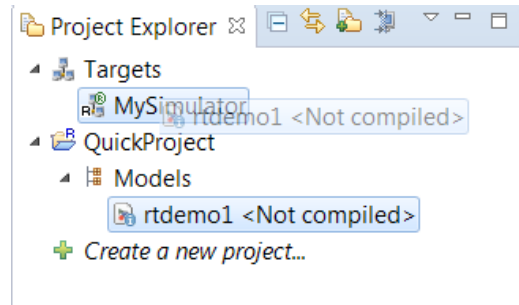 Project Explorer
Targets
MySimulator
rtdemo1 <Not compiled>
QuickProject
Models
rtdemo1 <Not compiled>
Create a new project...